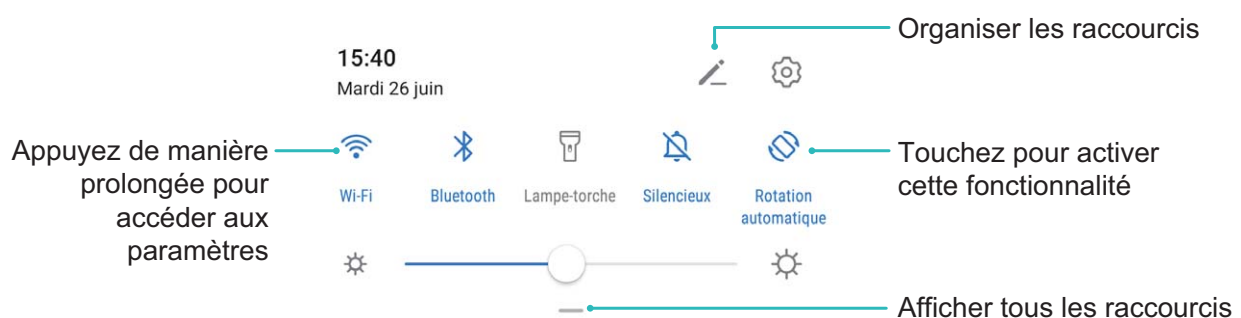 Organiser les raccourcis
15:40
Mardi 26 juin
Appuyez de manière
prolongée pour
accéder aux
paramètres
Wi-Fi
Bluetooth
Lampe-torche
Silencieux
Rotation
automatique
Touchez pour activer
cette fonctionnalité
Afficher tous les raccourcis